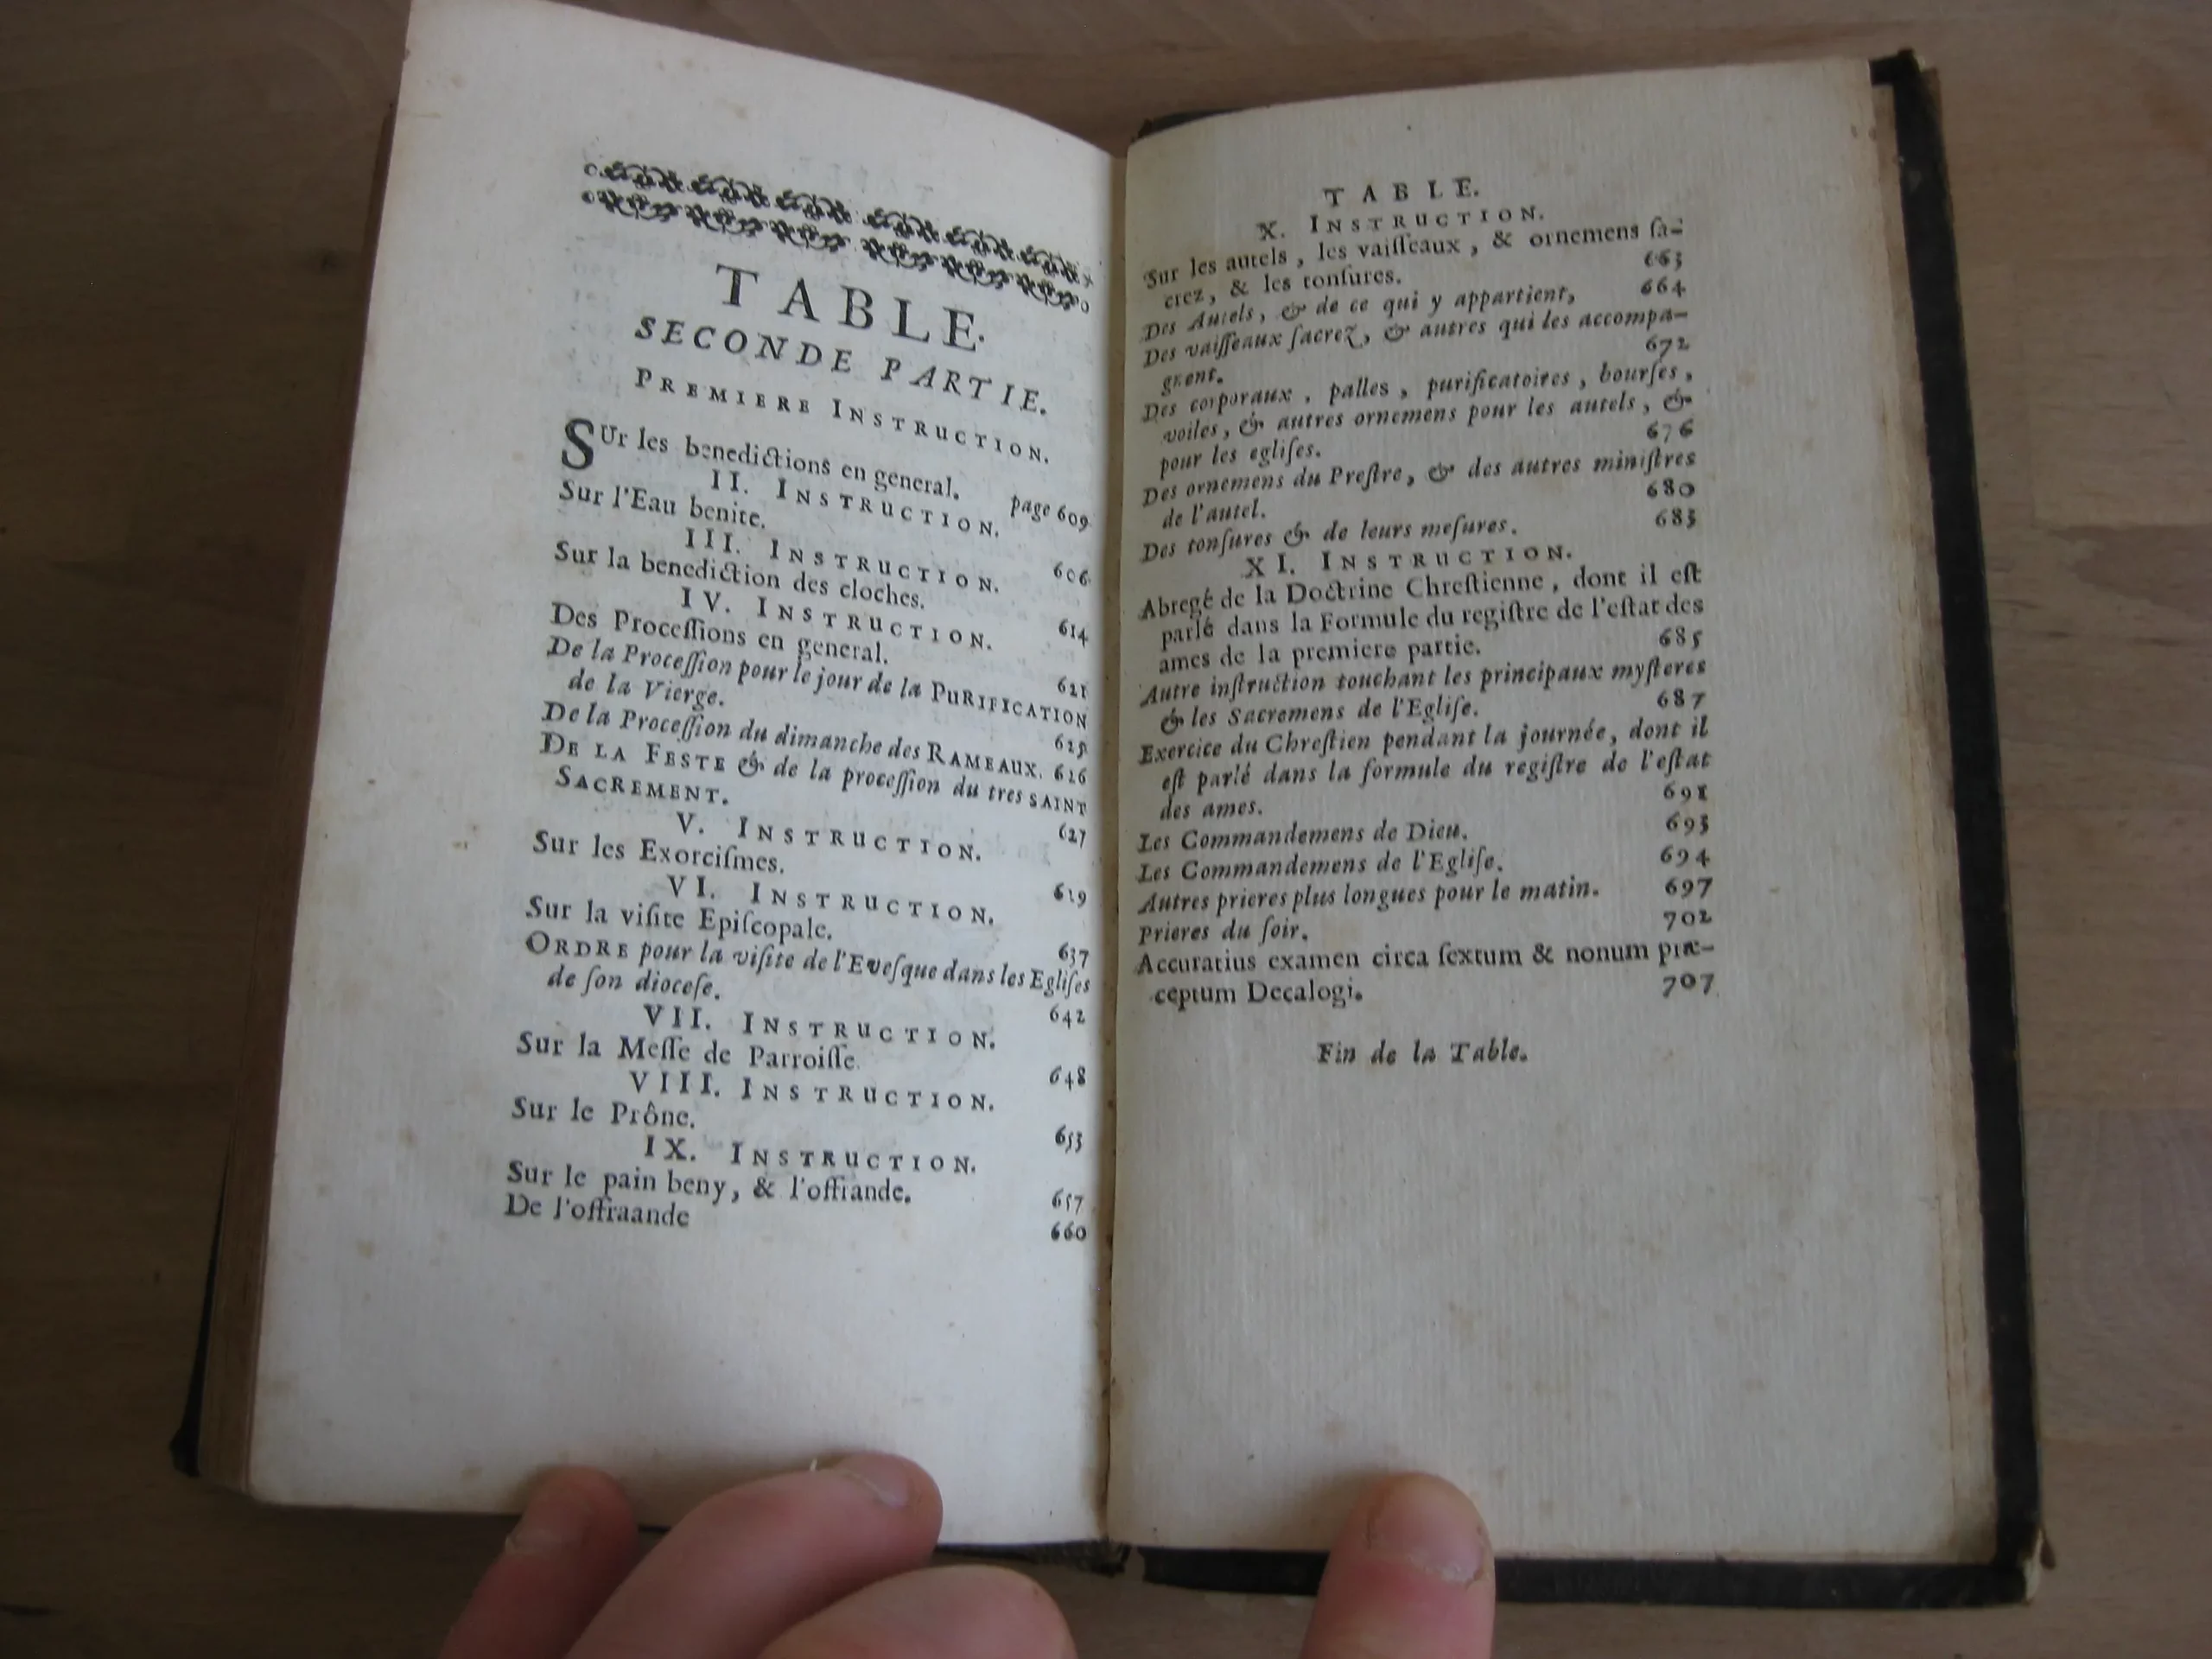 TABLE.
SECONDE PARTIE.
PREMIERE INSTRUCTION.
SUr les benedictions en general. page 609
II. INSTRUCTION.
Sur l'Eau benite. 606
III. INSTRUCTION.
Sur la benediction des cloches. 614
IV. INSTRUCTION.
Des Processions en general. 621
De la Procession pour le jour de la PURIFICATION
de la Vierge. 625
De la Procession du dimanche des RAMEAUX. 626
DE LA FESTE & de la procession du tres SAINT
SACREMENT. 627
V. INSTRUCTION.
Sur les Exorcismes. 619
VI. INSTRUCTION.
Sur la visite Episcopale. 637
ORDRE pour la visite de l'Evesque dans les Eglises
de son diocese. 642
VII. INSTRUCTION.
Sur la Messe de Parroisse. 648
VIII. INSTRUCTION.
Sur le Prône. 653
IX. INSTRUCTION.
Sur le pain beny, & l'offrande. 657
De l'offraande 660
TABLE.
X. INSTRUCTION.
Sur les autels, les vaisseaux, & ornemens sa-
crez, & les tonsures. 663
Des Autels, & de ce qui y appartient, 664
Des vaisseaux sacrez, & autres qui les accompa-
gnent. 672
Des corporaux, palles, purificatoires, bourses,
voiles, & autres ornemens pour les autels, &
pour les eglises. 676
Des ornemens du Prestre, & des autres ministres
de l'autel. 680
Des tonsures & de leurs mesures. 683
XI. INSTRUCTION.
Abregé de la Doctrine Chrestienne, dont il est
parlé dans la Formule du registre de l'estat des
ames de la premiere partie. 685
Autre instruction touchant les principaux mysteres
& les Sacremens de l'Eglise. 687
Exercice du Chrestien pendant la journée, dont il
est parlé dans la formule du registre de l'estat
des ames. 691
Les Commandemens de Dieu. 693
Les Commandemens de l'Eglise. 694
Autres prieres plus longues pour le matin. 697
Prieres du soir. 702
Accuratius examen circa sextum & nonum præ-
ceptum Decalogi. 707
Fin de la Table.